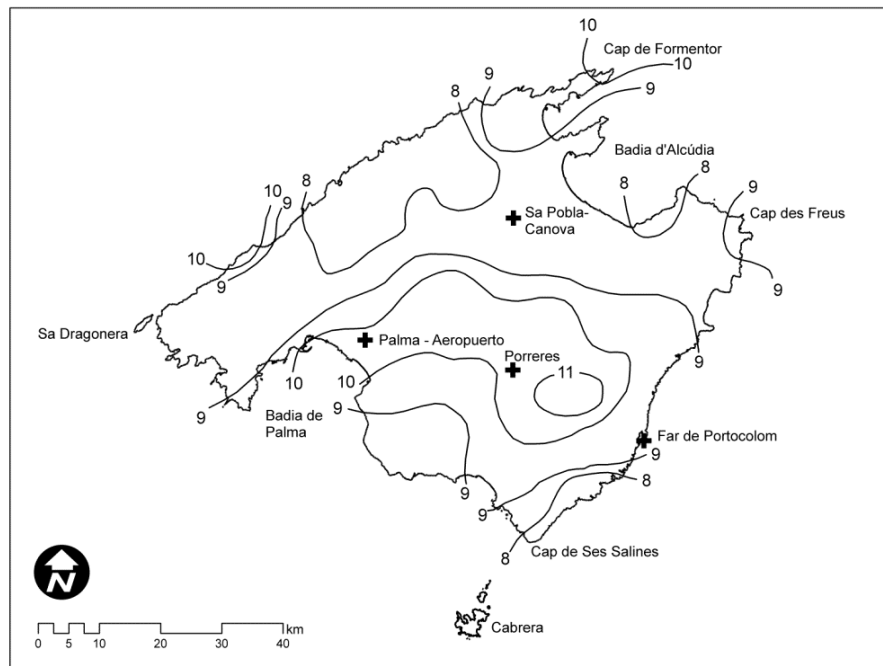 10
Cap de Formentor
10
9
8
9
Badia d'Alcúdia
8
8
9
Cap des Freus
9
10
9
8
10
9
Sa Pobla-
Canova
Sa Dragonera
Palma - Aeropuerto
Porreres
9
10
10
11
9
9
Badia de
Palma
Far de Portocolom
9
8
9
9
8
Cap de Ses Salines
Cabrera
N
km
0 5 10 20 30 40